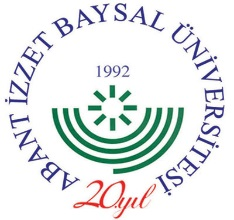 ABANT İZZET BAYSAL ÜNİVERSİTESİ
1992
20.yıl